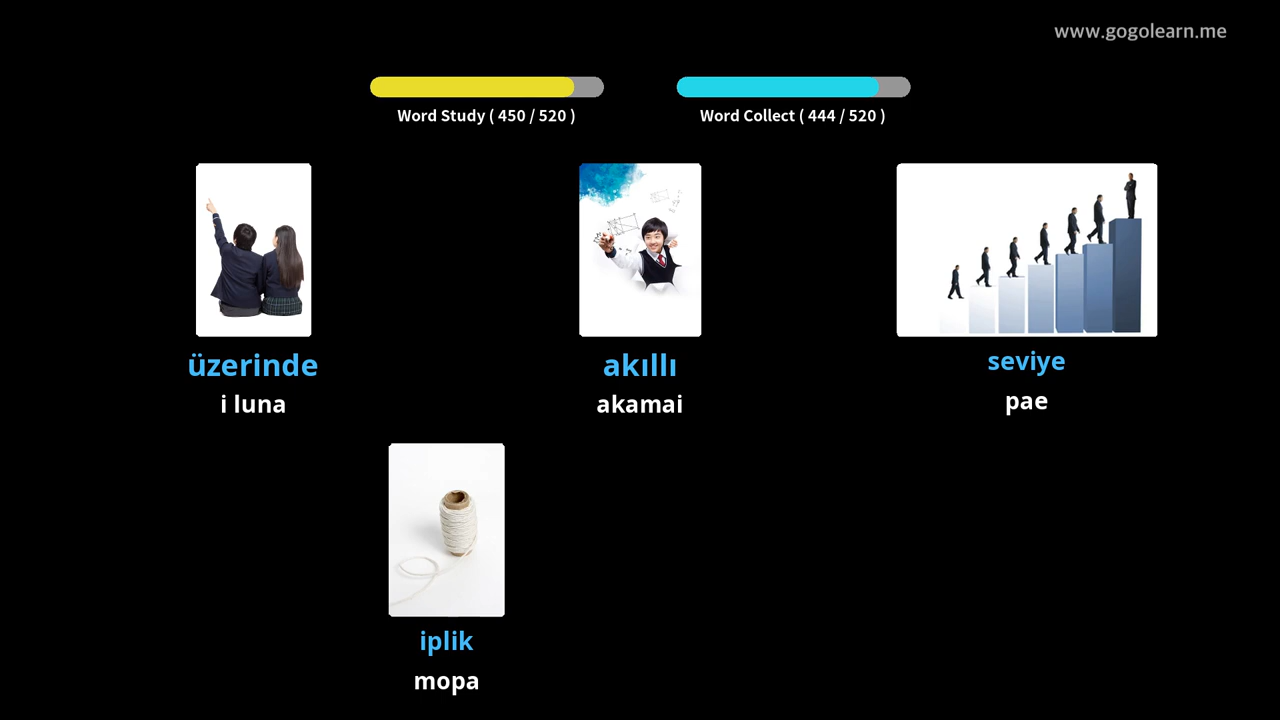 www.gogolearn.me
Word Study ( 450 / 520 )
Word Collect ( 444 / 520 )
üzerinde
i luna
akıllı
akamai
seviye
pae
iplik
mopa